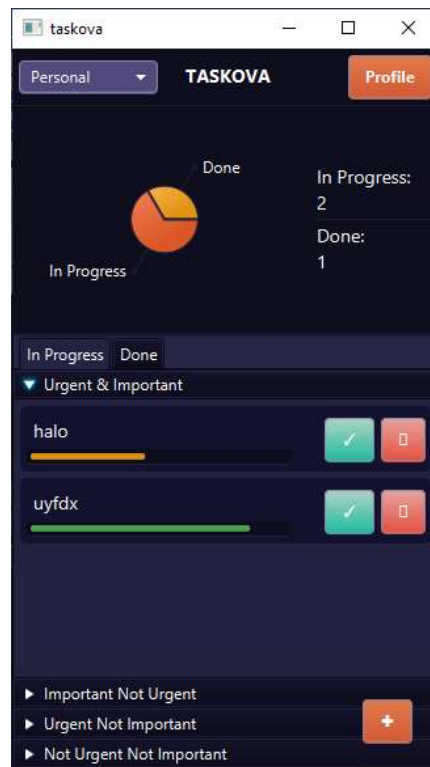 taskova
Personal
TASKOVA
Profile
Done
In Progress
In Progress:
2
Done:
1
In Progress
Done
Urgent & Important
halo
uyfdx
Important Not Urgent
Urgent Not Important
Not Urgent Not Important